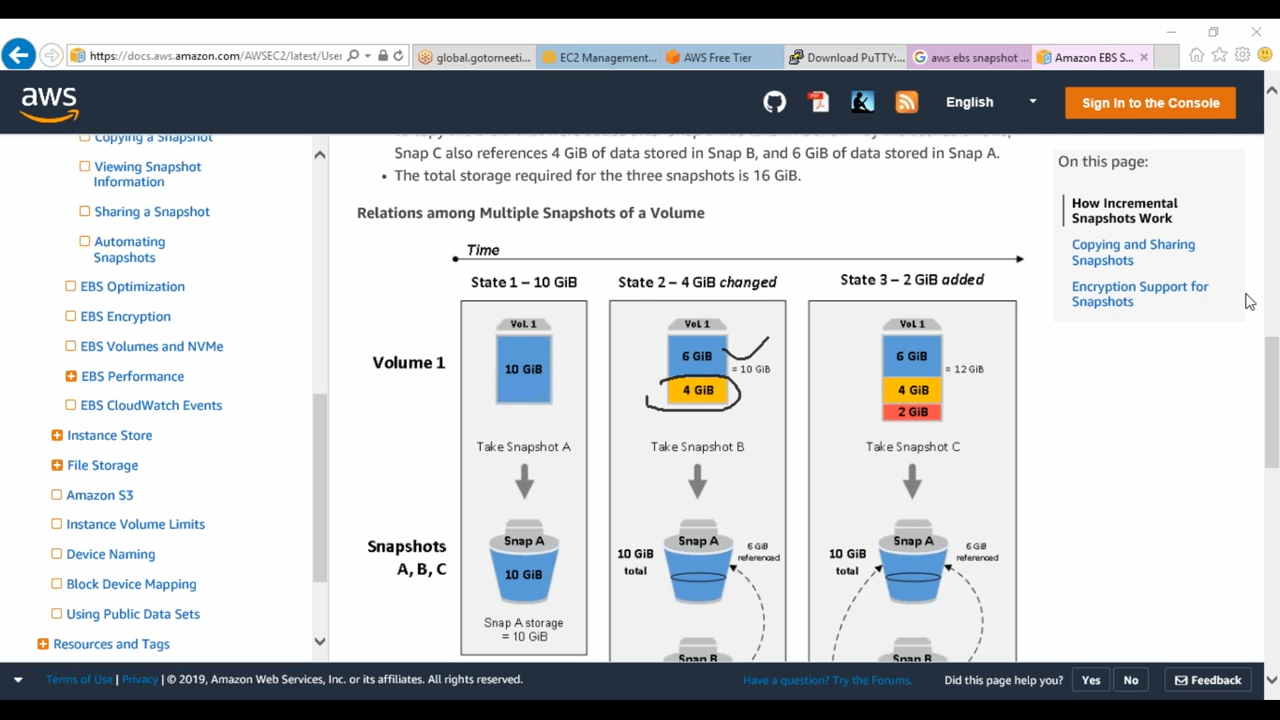 https://docs.aws.amazon.com/AWSEC2/latest/User
global.gotomeeti...
EC2 Management...
AWS Free Tier
Download PuTTY:...
aws ebs snapshot ...
Amazon EBS S...
aws
PDF
English
Sign In to the Console
Copying a Snapshot
Viewing Snapshot
Information
Sharing a Snapshot
Automating
Snapshots
EBS Optimization
EBS Encryption
EBS Volumes and NVMe
EBS Performance
EBS CloudWatch Events
Instance Store
File Storage
Amazon S3
Instance Volume Limits
Device Naming
Block Device Mapping
Using Public Data Sets
Resources and Tags
Snap C also references 4 GiB of data stored in Snap B, and 6 GiB of data stored in Snap A.
• The total storage required for the three snapshots is 16 GiB.
Relations among Multiple Snapshots of a Volume
Time
State 1 – 10 GiB
State 2 – 4 GiB changed
State 3 – 2 GiB added
Volume 1
Vol. 1
10 GiB
Vol. 1
6 GiB
4 GiB
= 10 GiB
Vol. 1
6 GiB
4 GiB
2 GiB
= 12 GiB
Take Snapshot A
Take Snapshot B
Take Snapshot C
Snapshots
A, B, C
Snap A
10 GiB
Snap A storage
= 10 GiB
10 GiB
total
Snap A
6 GiB
referenced
Snap B
10 GiB
total
Snap A
6 GiB
referenced
Snap B
On this page:
How Incremental
Snapshots Work
Copying and Sharing
Snapshots
Encryption Support for
Snapshots
Terms of Use | Privacy | © 2019, Amazon Web Services, Inc. or its affiliates. All rights reserved.
Have a question? Try the Forums.
Did this page help you?
Yes
No
Feedback